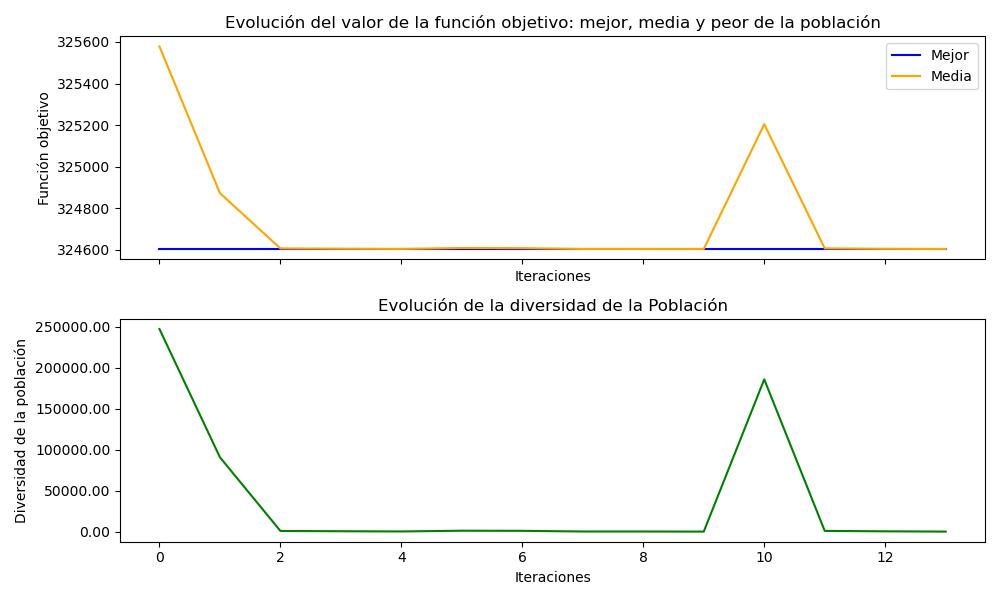 Evolución del valor de la función objetivo: mejor, media y peor de la población
325600
325400
325200
325000
324800
324600
Función objetivo
Mejor
Media
Iteraciones
Evolución de la diversidad de la Población
250000.00
200000.00
150000.00
100000.00
50000.00
0.00
Diversidad de la población
0 2 4 6 8 10 12
Iteraciones